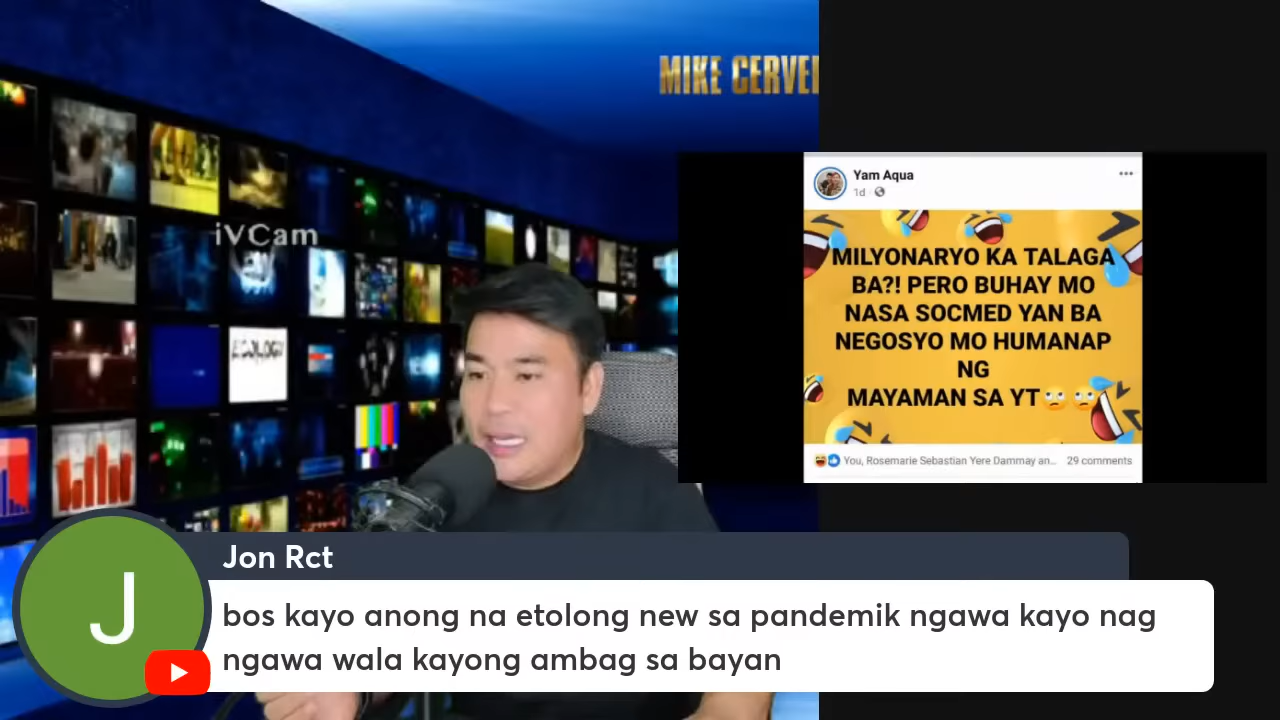 MIKE CERVE
iVCam
Yam Aqua
1d
MILYONARYO KA TALAGA
BA?! PERO BUHAY MO
NASA SOCMED YAN BA
NEGOSYO MO HUMANAP
NG
MAYAMAN SA YT🙄🙄
You, Rosemarie Sebastian Yere Dammay an... 29 comments
ECOLOGY
J
Jon Rct
bos kayo anong na etolong new sa pandemik ngawa kayo nag
ngawa wala kayong ambag sa bayan